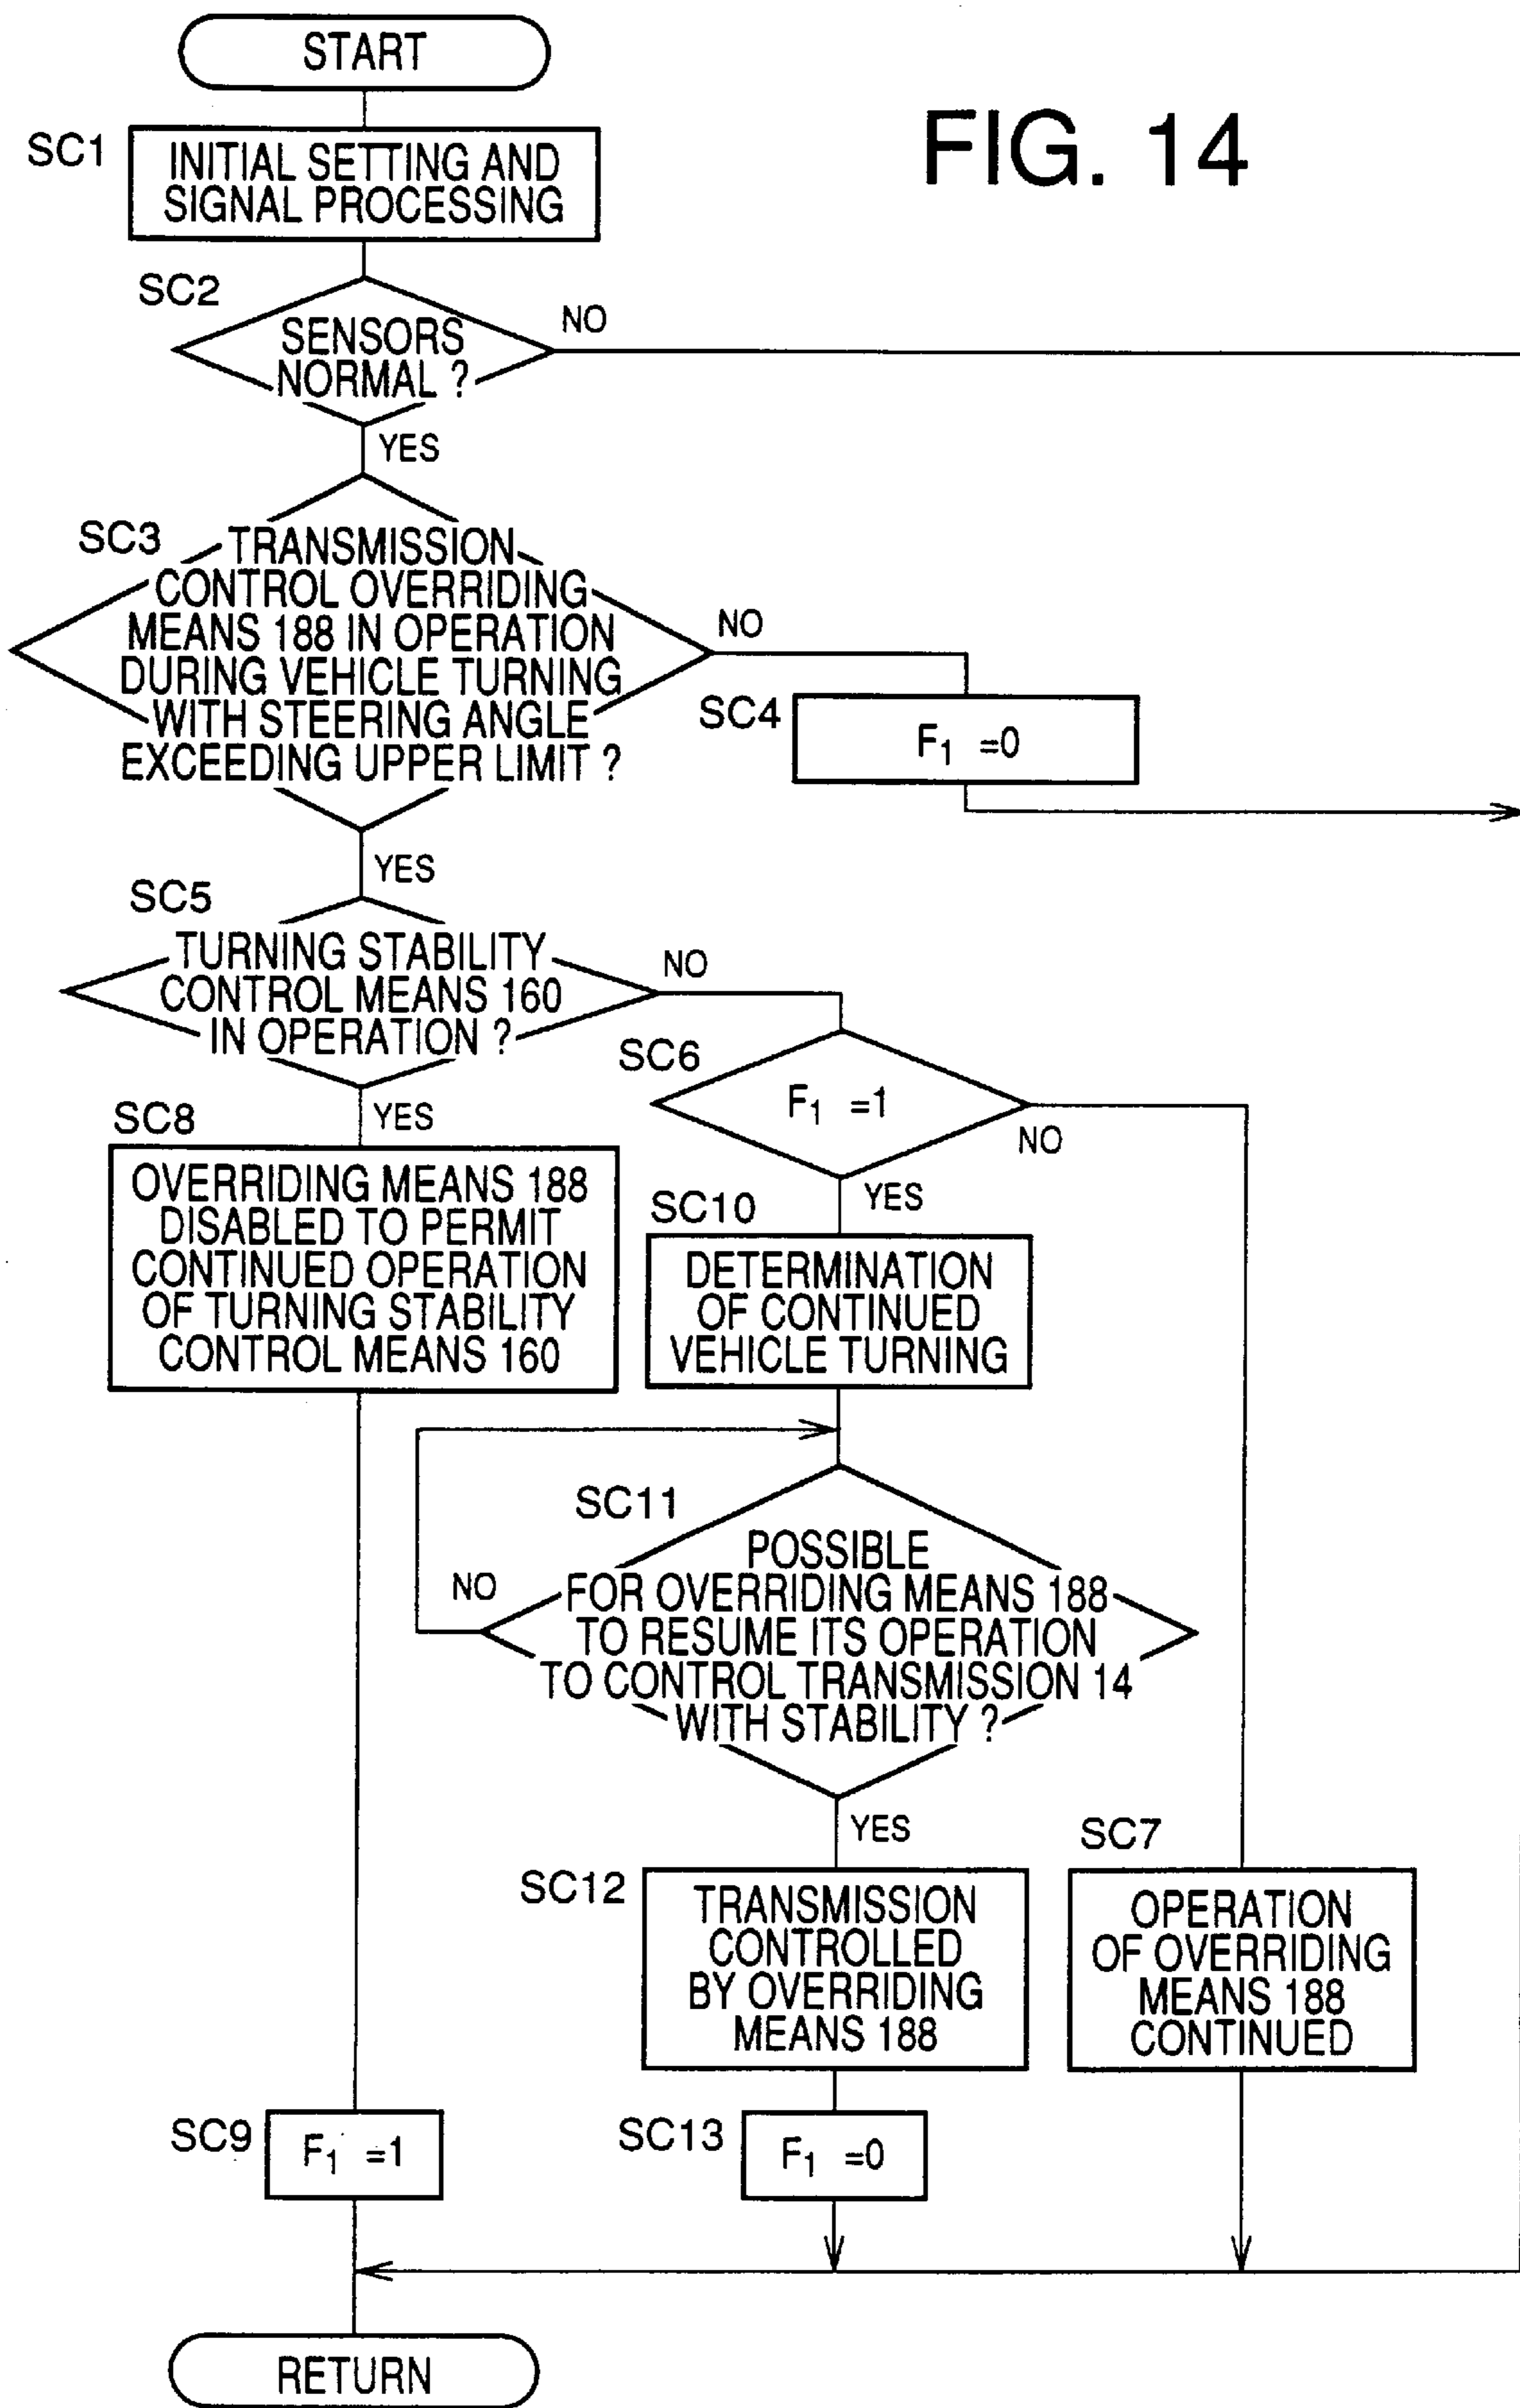 START
FIG. 14
SC1
INITIAL SETTING AND
SIGNAL PROCESSING
SC2
SENSORS
NORMAL ?
NO
YES
SC3
TRANSMISSION
CONTROL OVERRIDING
MEANS 188 IN OPERATION
DURING VEHICLE TURNING
WITH STEERING ANGLE
EXCEEDING UPPER LIMIT ?
NO
SC4
F₁ =0
YES
SC5
TURNING STABILITY
CONTROL MEANS 160
IN OPERATION ?
NO
SC6
F₁ =1
NO
YES
YES
SC8
OVERRIDING MEANS 188
DISABLED TO PERMIT
CONTINUED OPERATION
OF TURNING STABILITY
CONTROL MEANS 160
SC10
DETERMINATION
OF CONTINUED
VEHICLE TURNING
SC11
POSSIBLE
FOR OVERRIDING MEANS 188
TO RESUME ITS OPERATION
TO CONTROL TRANSMISSION 14
WITH STABILITY ?
NO
YES
SC12
TRANSMISSION
CONTROLLED
BY OVERRIDING
MEANS 188
SC7
OPERATION
OF OVERRIDING
MEANS 188
CONTINUED
SC9
F₁ =1
SC13
F₁ =0
RETURN